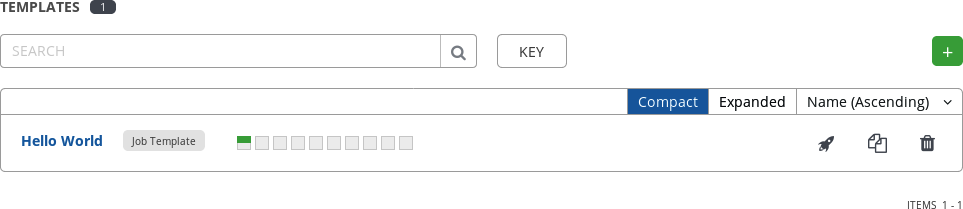 TEMPLATES 1
SEARCH KEY +
Compact Expanded Name (Ascending)
Hello World Job Template
ITEMS 1 - 1